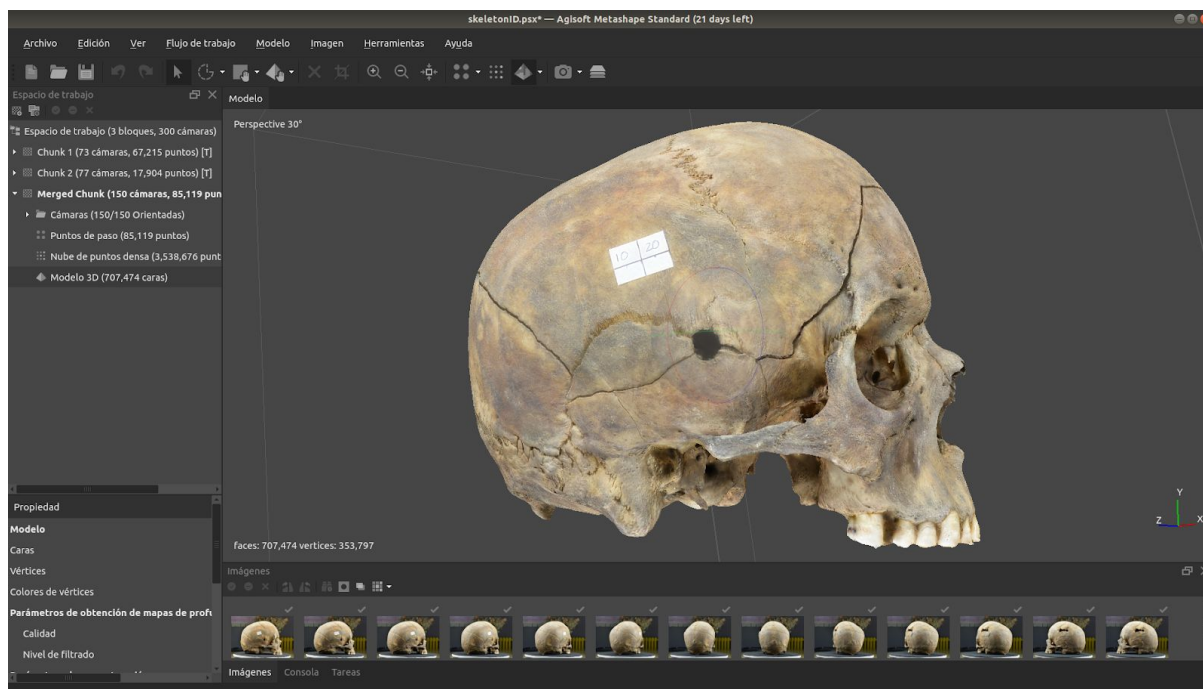 skeletonID.psx* — Agisoft Metashape Standard (21 days left)
Archivo Edición Ver Flujo de trabajo Modelo Imagen Herramientas Ayuda
Espacio de trabajo
Modelo
Espacio de trabajo (3 bloques, 300 cámaras)
Chunk 1 (73 cámaras, 67,215 puntos) [T]
Chunk 2 (77 cámaras, 17,904 puntos) [T]
Merged Chunk (150 cámaras, 85,119 pun
Cámaras (150/150 Orientadas)
Puntos de paso (85,119 puntos)
Nube de puntos densa (3,538,676 punt
Modelo 3D (707,474 caras)
Perspective 30°
10 20
Y
Z X
faces: 707,474 vertices: 353,797
Propiedad
Modelo
Caras
Vértices
Colores de vértices
Parámetros de obtención de mapas de profu
Calidad
Nivel de filtrado
Imágenes
Imágenes Consola Tareas